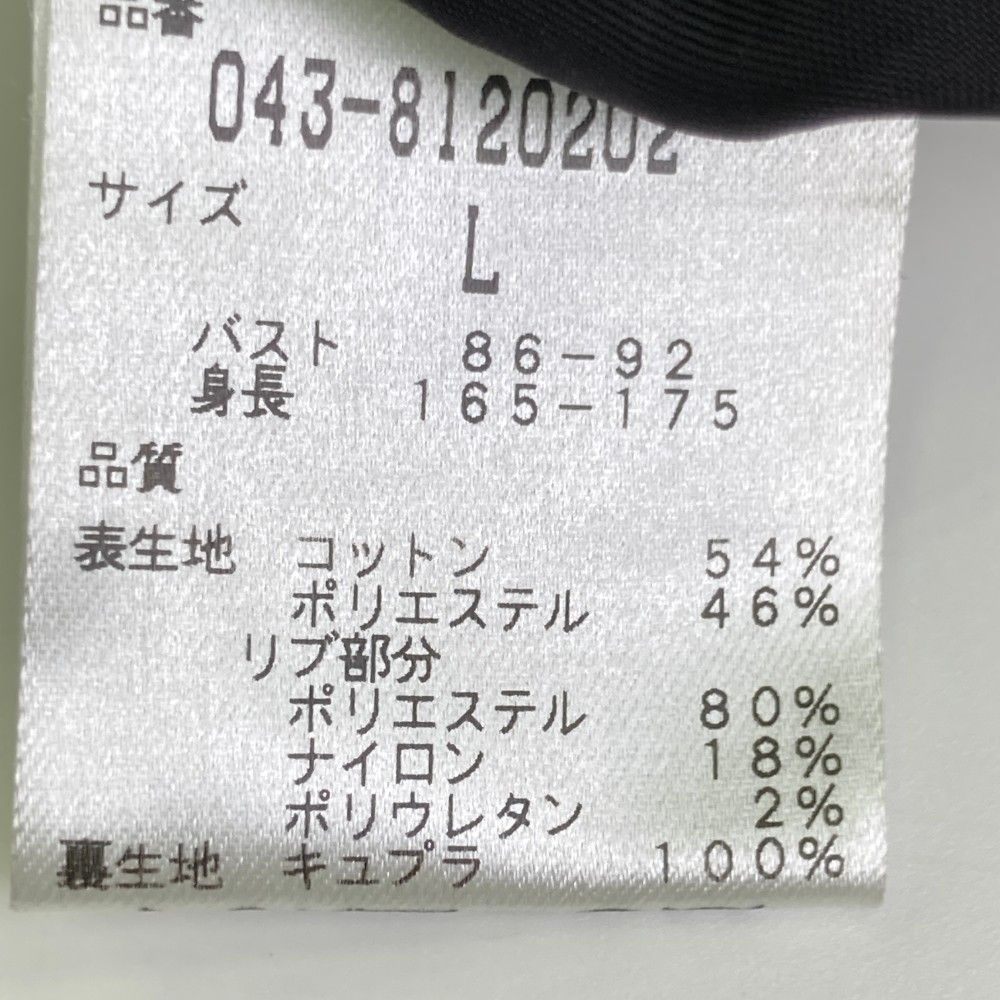 品番
043-8120202
サイズ
L
バスト 86-92
身長 165-175
品質
表生地 コットン 54%
ポリエステル 46%
リブ部分
ポリエステル 80%
ナイロン 18%
ポリウレタン 2%
裏生地 キュプラ 100%